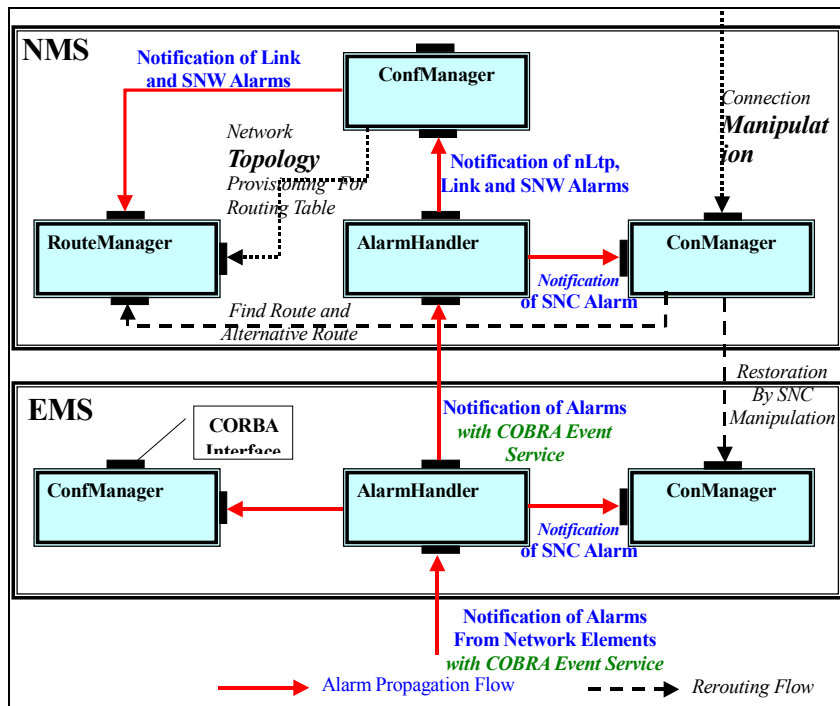 NMS
Notification of Link
and SNW Alarms
ConfManager
Connection
Manipulat
ion
Network
Topology
Provisioning For
Routing Table
Notification of nLtp,
Link and SNW Alarms
RouteManager
AlarmHandler
ConManager
Notification
of SNC Alarm
Find Route and
Alternative Route
Restoration
By SNC
Manipulation
EMS
CORBA
Interface
Notification of Alarms
with COBRA Event
Service
ConfManager
AlarmHandler
ConManager
Notification
of SNC Alarm
Notification of Alarms
From Network Elements
with COBRA Event Service
Alarm Propagation Flow
Rerouting Flow